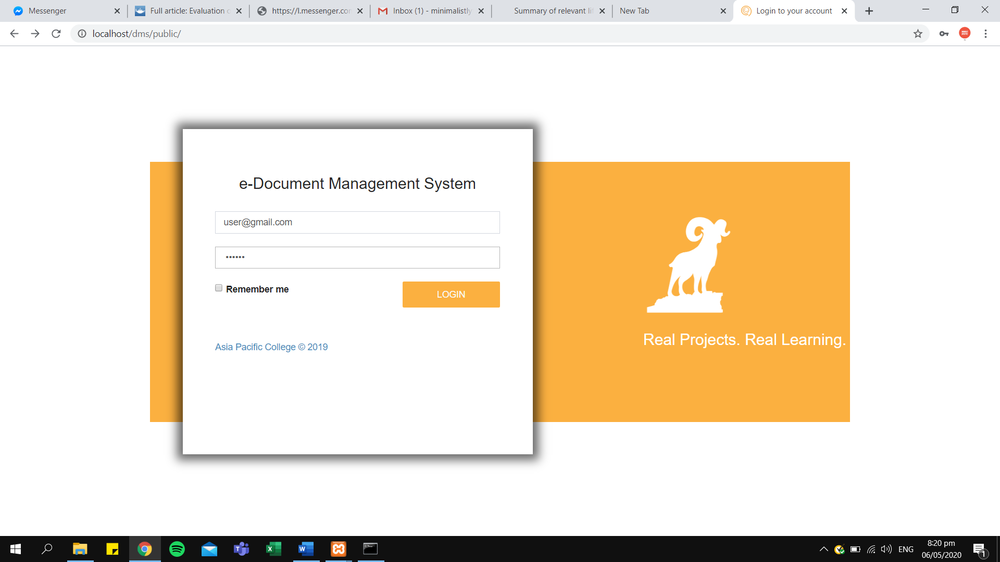 Messenger
Full article: Evaluation
https://l.messenger.com
Inbox (1) - minimalistly
Summary of relevant
New Tab
Login to your account
localhost/dms/public/
e-Document Management System
user@gmail.com
••••••
Remember me
LOGIN
Asia Pacific College © 2019
Real Projects. Real Learning.
ENG
8:20 pm
06/05/2020
1